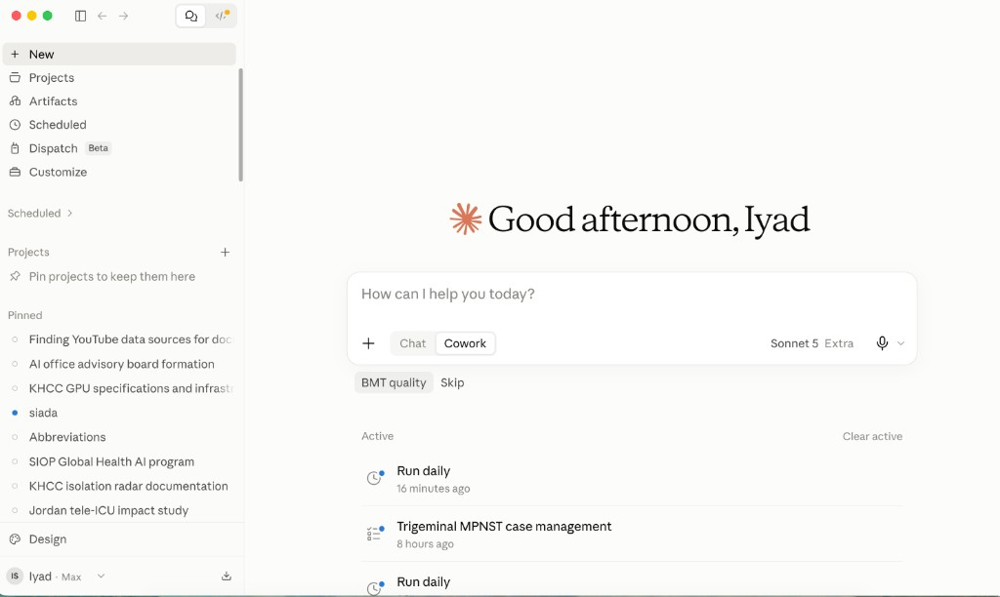 New
Projects
Artifacts
Scheduled
Dispatch Beta
Customize
Scheduled
Projects
Pin projects to keep them here
Pinned
Finding YouTube data sources for doc
AI office advisory board formation
KHCC GPU specifications and infrast
siada
Abbreviations
SIOP Global Health AI program
KHCC isolation radar documentation
Jordan tele-ICU impact study
Design
IS Iyad · Max
Good afternoon, Iyad
How can I help you today?
Chat Cowork Sonnet 5 Extra
BMT quality Skip
Active Clear active
Run daily
16 minutes ago
Trigeminal MPNST case management
8 hours ago
Run daily